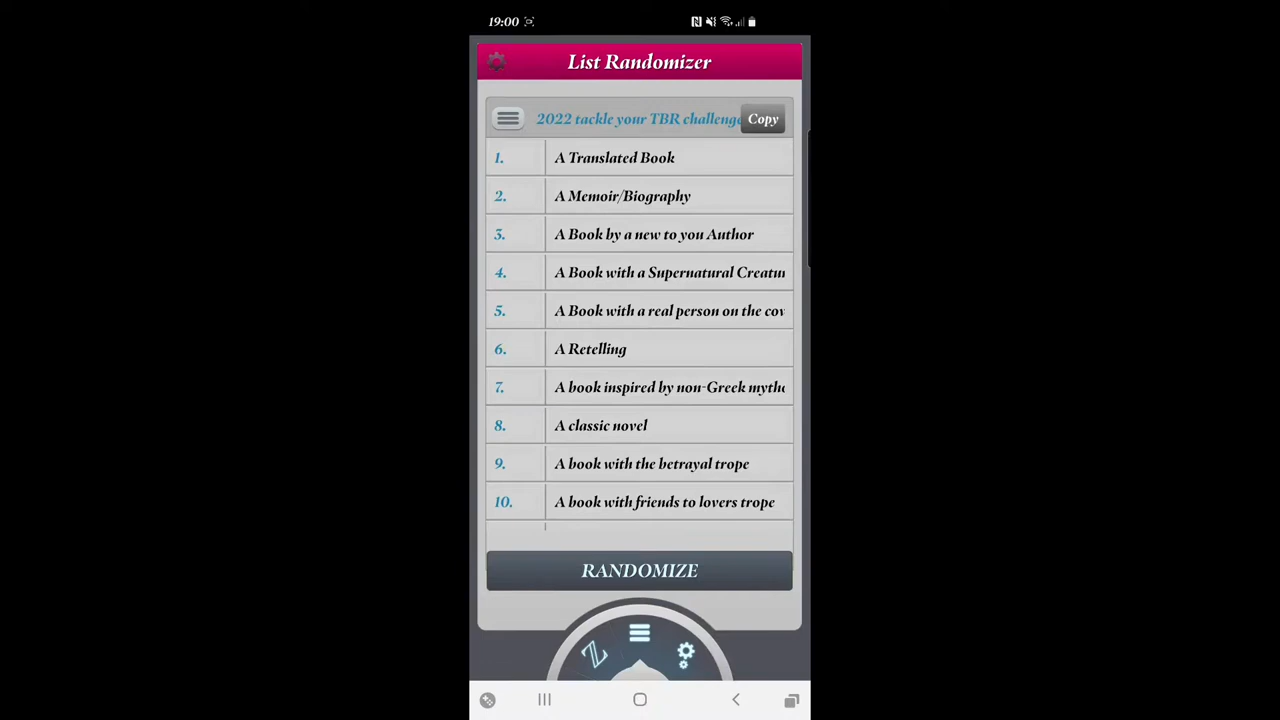 19:00
List Randomizer
2022 tackle your TBR challenge
Copy
1. A Translated Book
2. A Memoir/Biography
3. A Book by a new to you Author
4. A Book with a Supernatural Creatu
5. A Book with a real person on the cov
6. A Retelling
7. A book inspired by non-Greek mytho
8. A classic novel
9. A book with the betrayal trope
10. A book with friends to lovers trope
RANDOMIZE